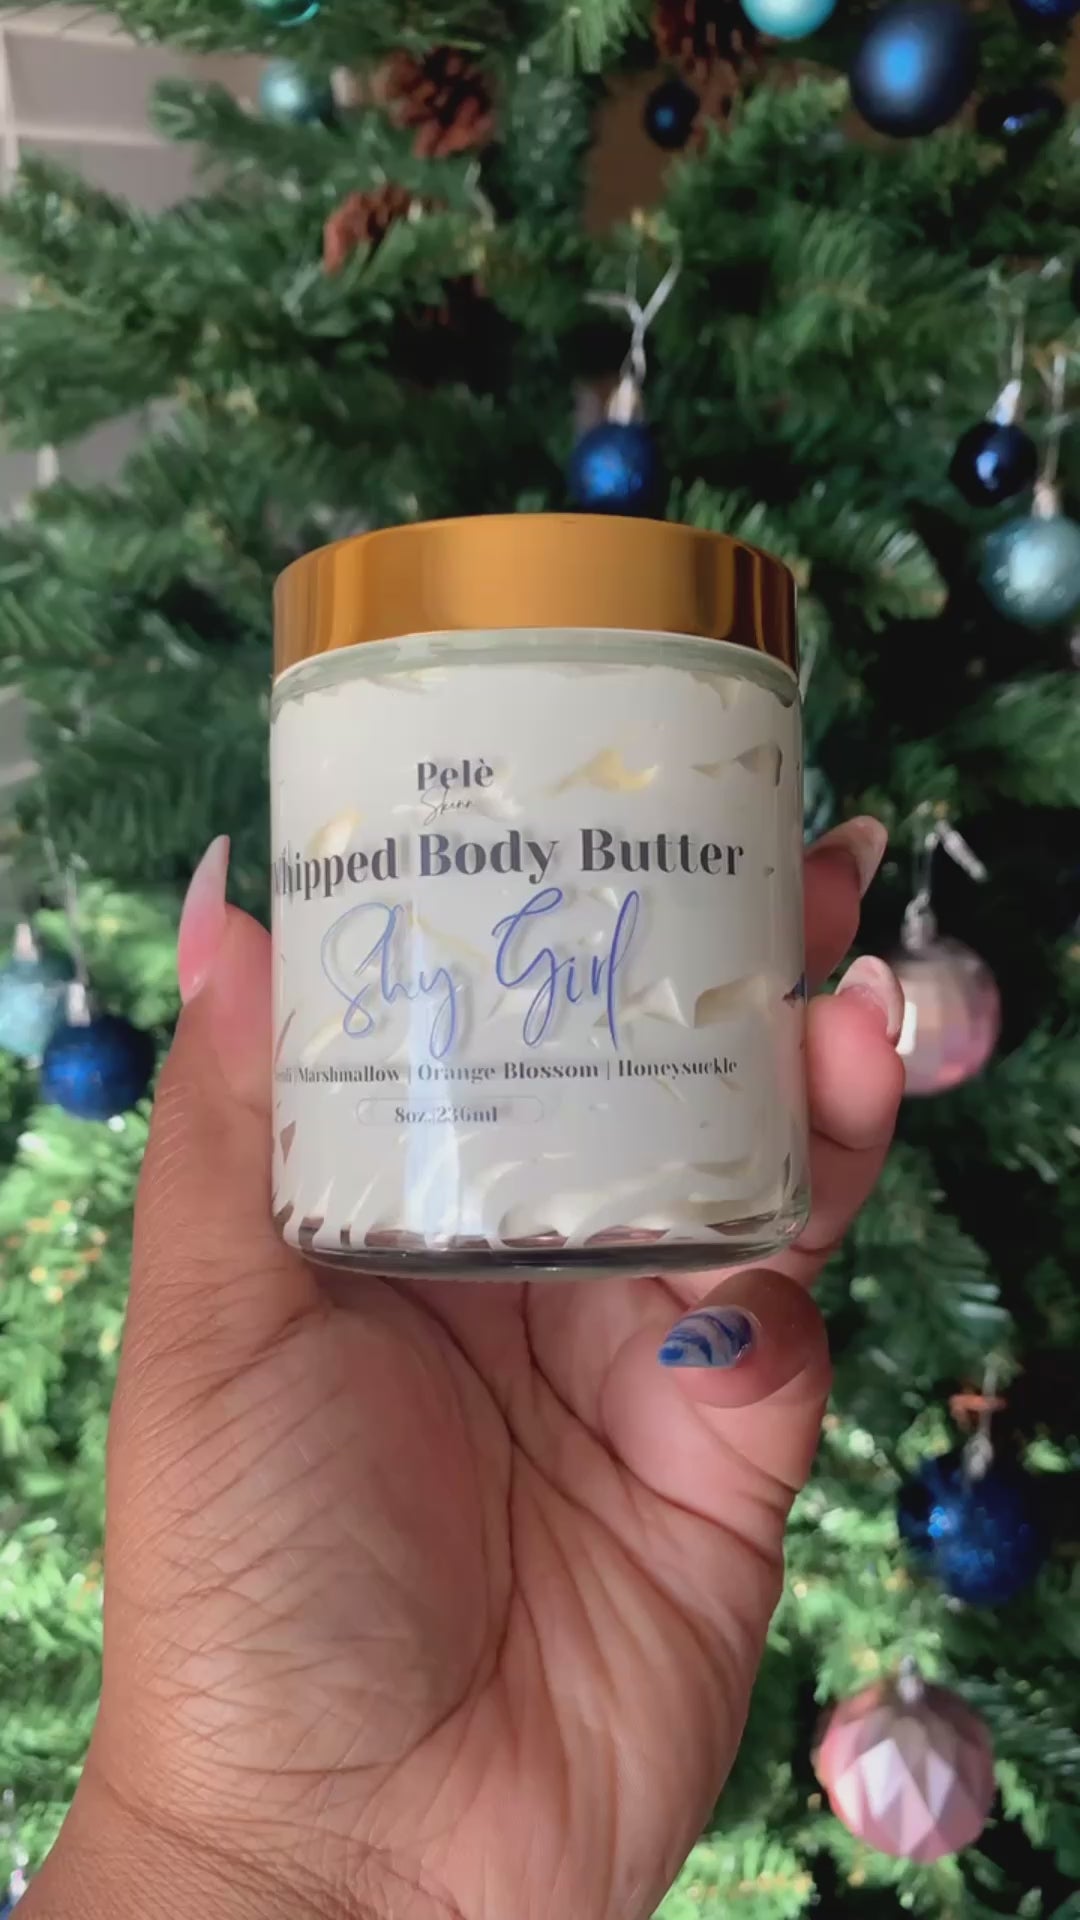 Pelè
Skinn
Whipped Body Butter
Shy Girl
Marshmallow | Orange Blossom | Honeysuckle
8oz./236ml